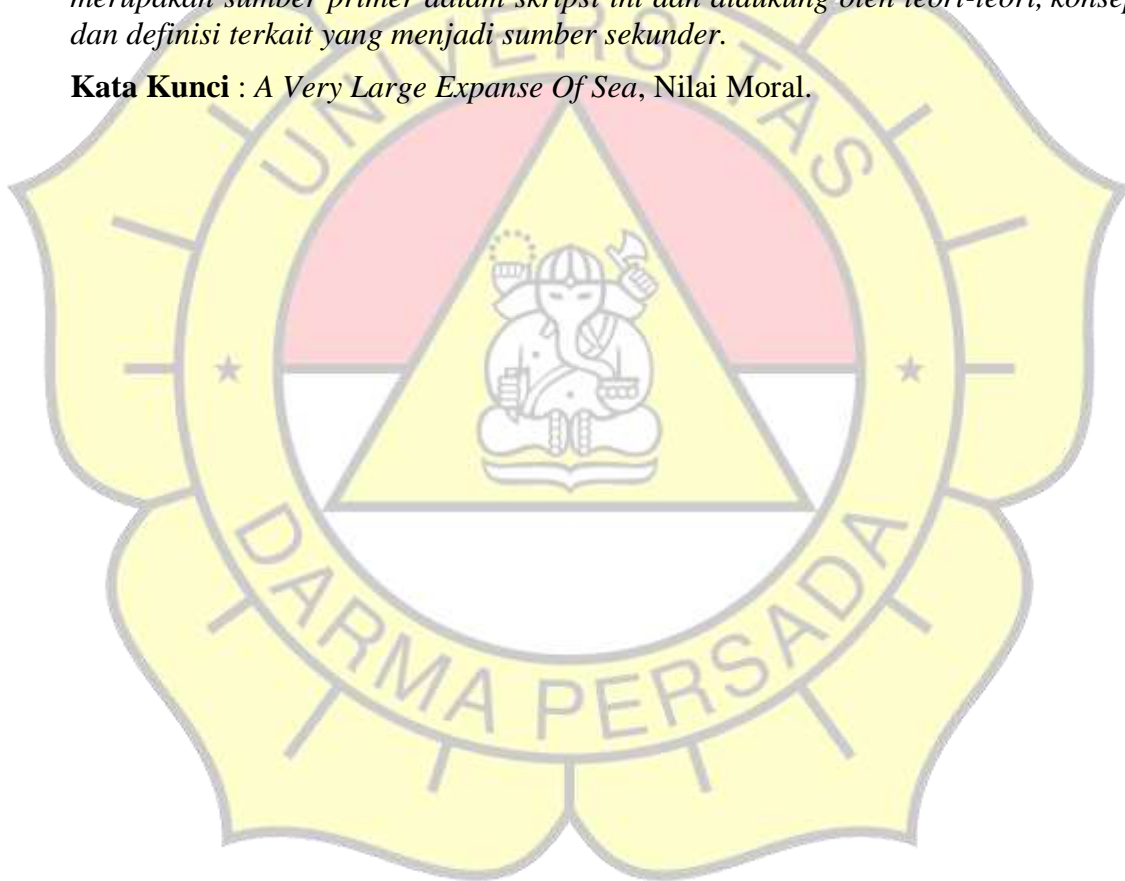 merupakan sumber primer dalam skripsi ini dan didukung oleh teori-teori, konsep
dan definisi terkait yang menjadi sumber sekunder.
Kata Kunci : A Very Large Expanse Of Sea, Nilai Moral.
UNIVERSITAS
DARMA PERSADA